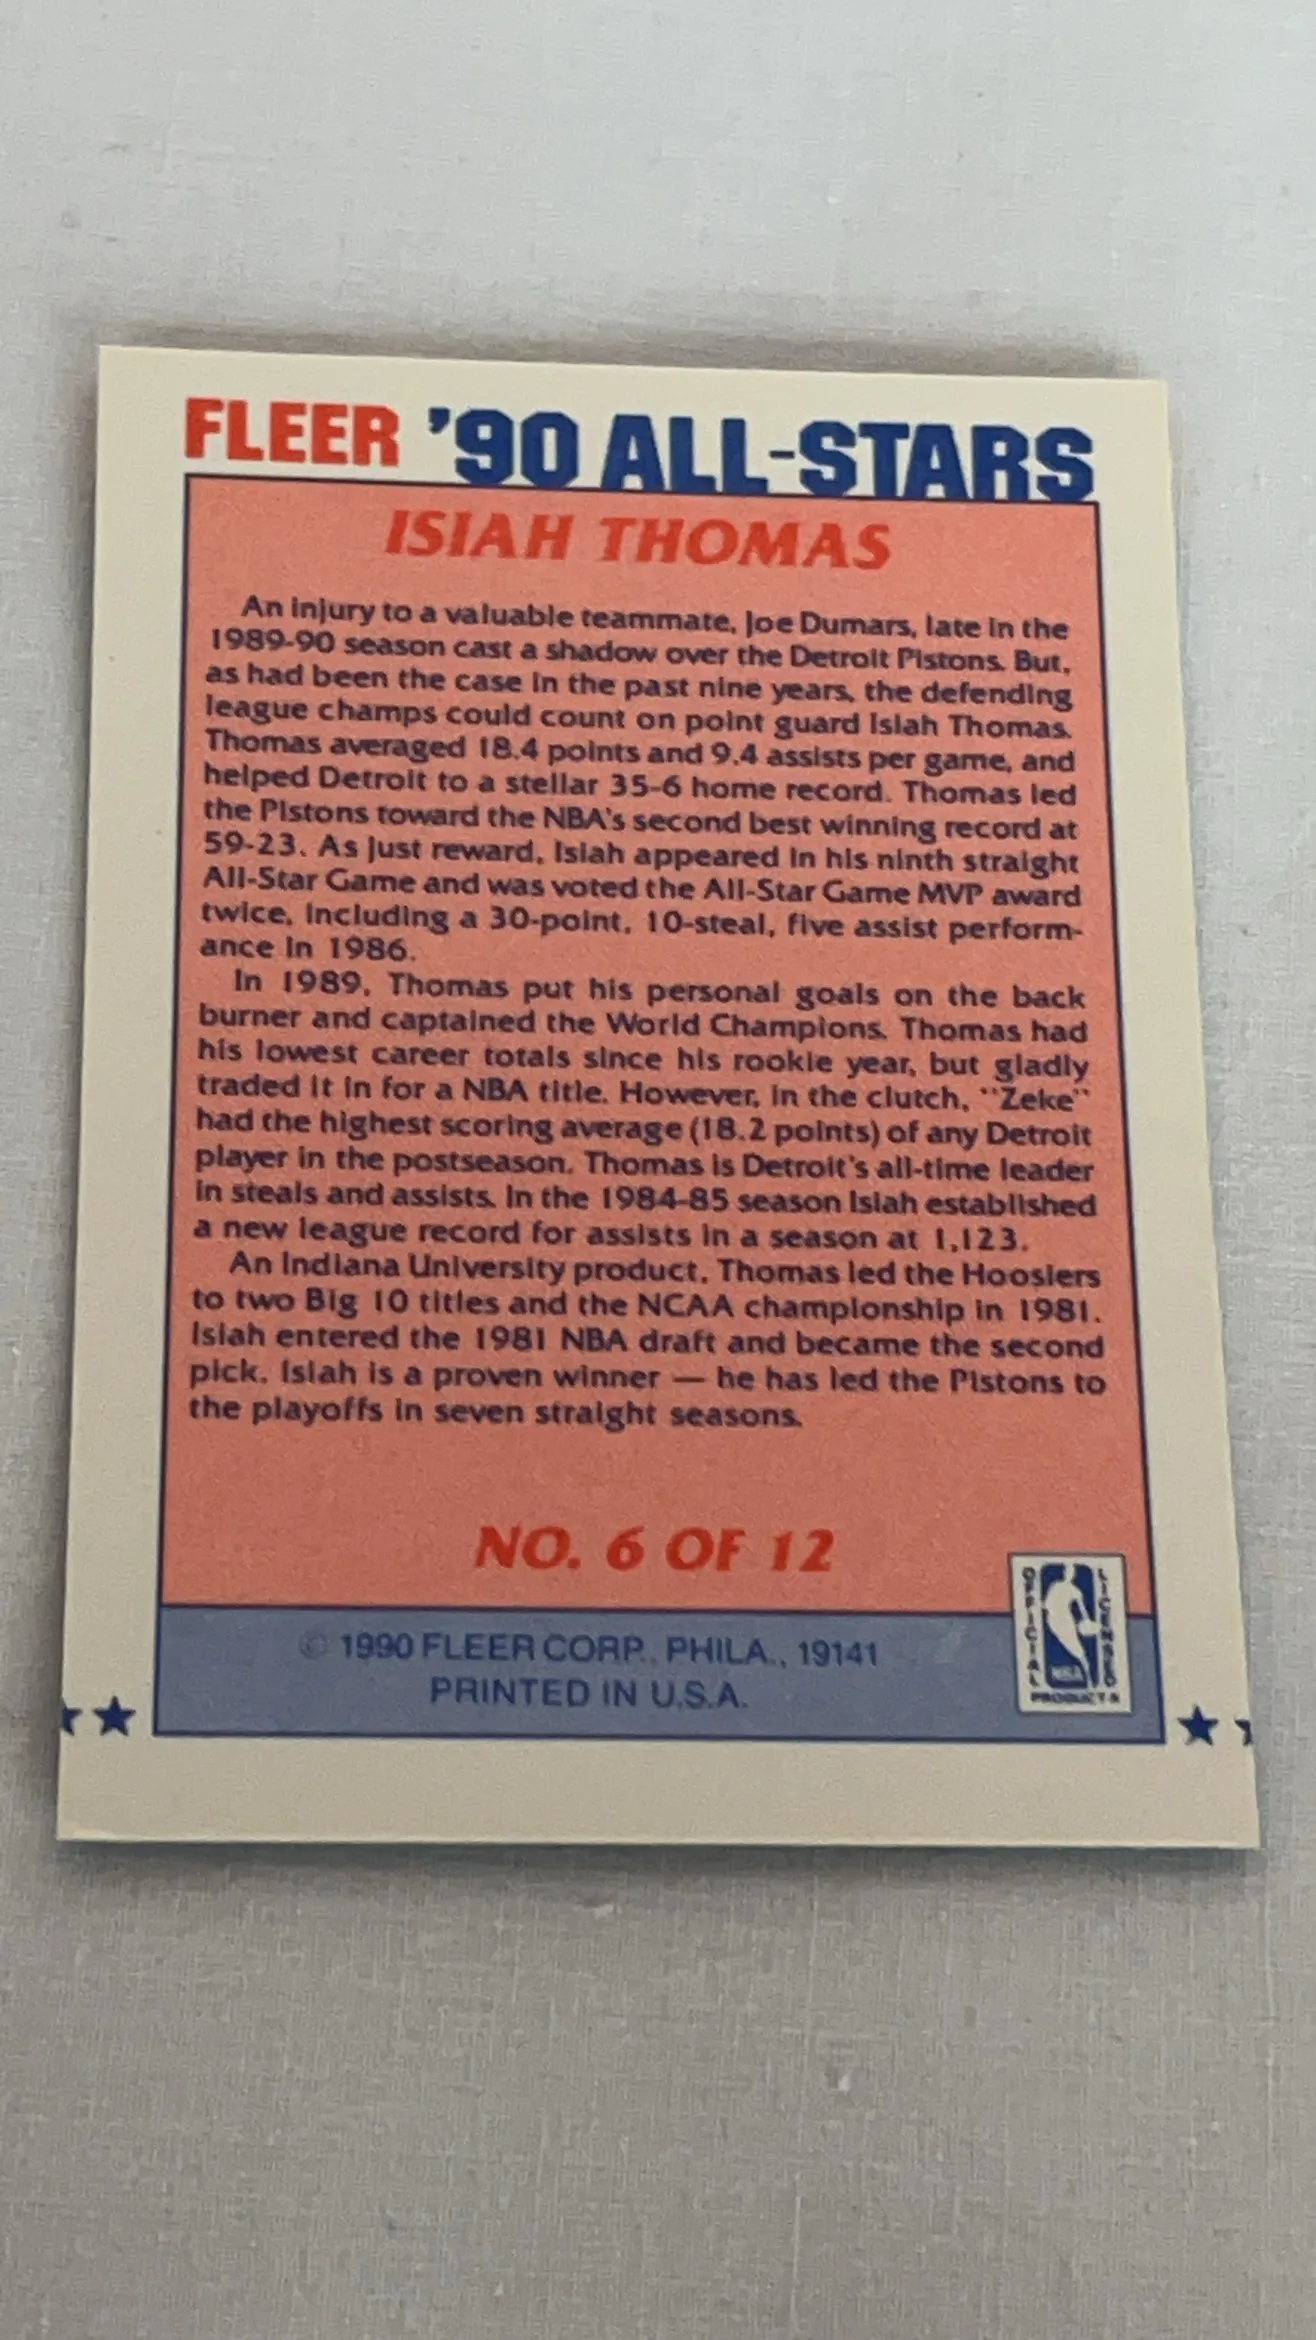 FLEER '90 ALL-STARS
ISIAH THOMAS
An injury to a valuable teammate, Joe Dumars, late in the
1989-90 season cast a shadow over the Detroit Pistons. But,
as had been the case in the past nine years, the defending
league champs could count on point guard Isiah Thomas.
Thomas averaged 18.4 points and 9.4 assists per game, and
helped Detroit to a stellar 35-6 home record. Thomas led
the Pistons toward the NBA's second best winning record at
59-23. As just reward, Isiah appeared in his ninth straight
All-Star Game and was voted the All-Star Game MVP award
twice, including a 30-point, 10-steal, five assist perform-
ance in 1986.
In 1989, Thomas put his personal goals on the back
burner and captained the World Champions. Thomas had
his lowest career totals since his rookie year, but gladly
traded it in for a NBA title. However, in the clutch, "Zeke"
had the highest scoring average (18.2 points) of any Detroit
player in the postseason. Thomas is Detroit's all-time leader
in steals and assists. In the 1984-85 season Isiah established
a new league record for assists in a season at 1,123.
An Indiana University product, Thomas led the Hoosiers
to two Big 10 titles and the NCAA championship in 1981.
Isiah entered the 1981 NBA draft and became the second
pick. Isiah is a proven winner — he has led the Pistons to
the playoffs in seven straight seasons.
NO. 6 OF 12
© 1990 FLEER CORP. PHILA., 19141
PRINTED IN U.S.A.
OFFICIAL
LICENSED
NBA
PRODUCTS